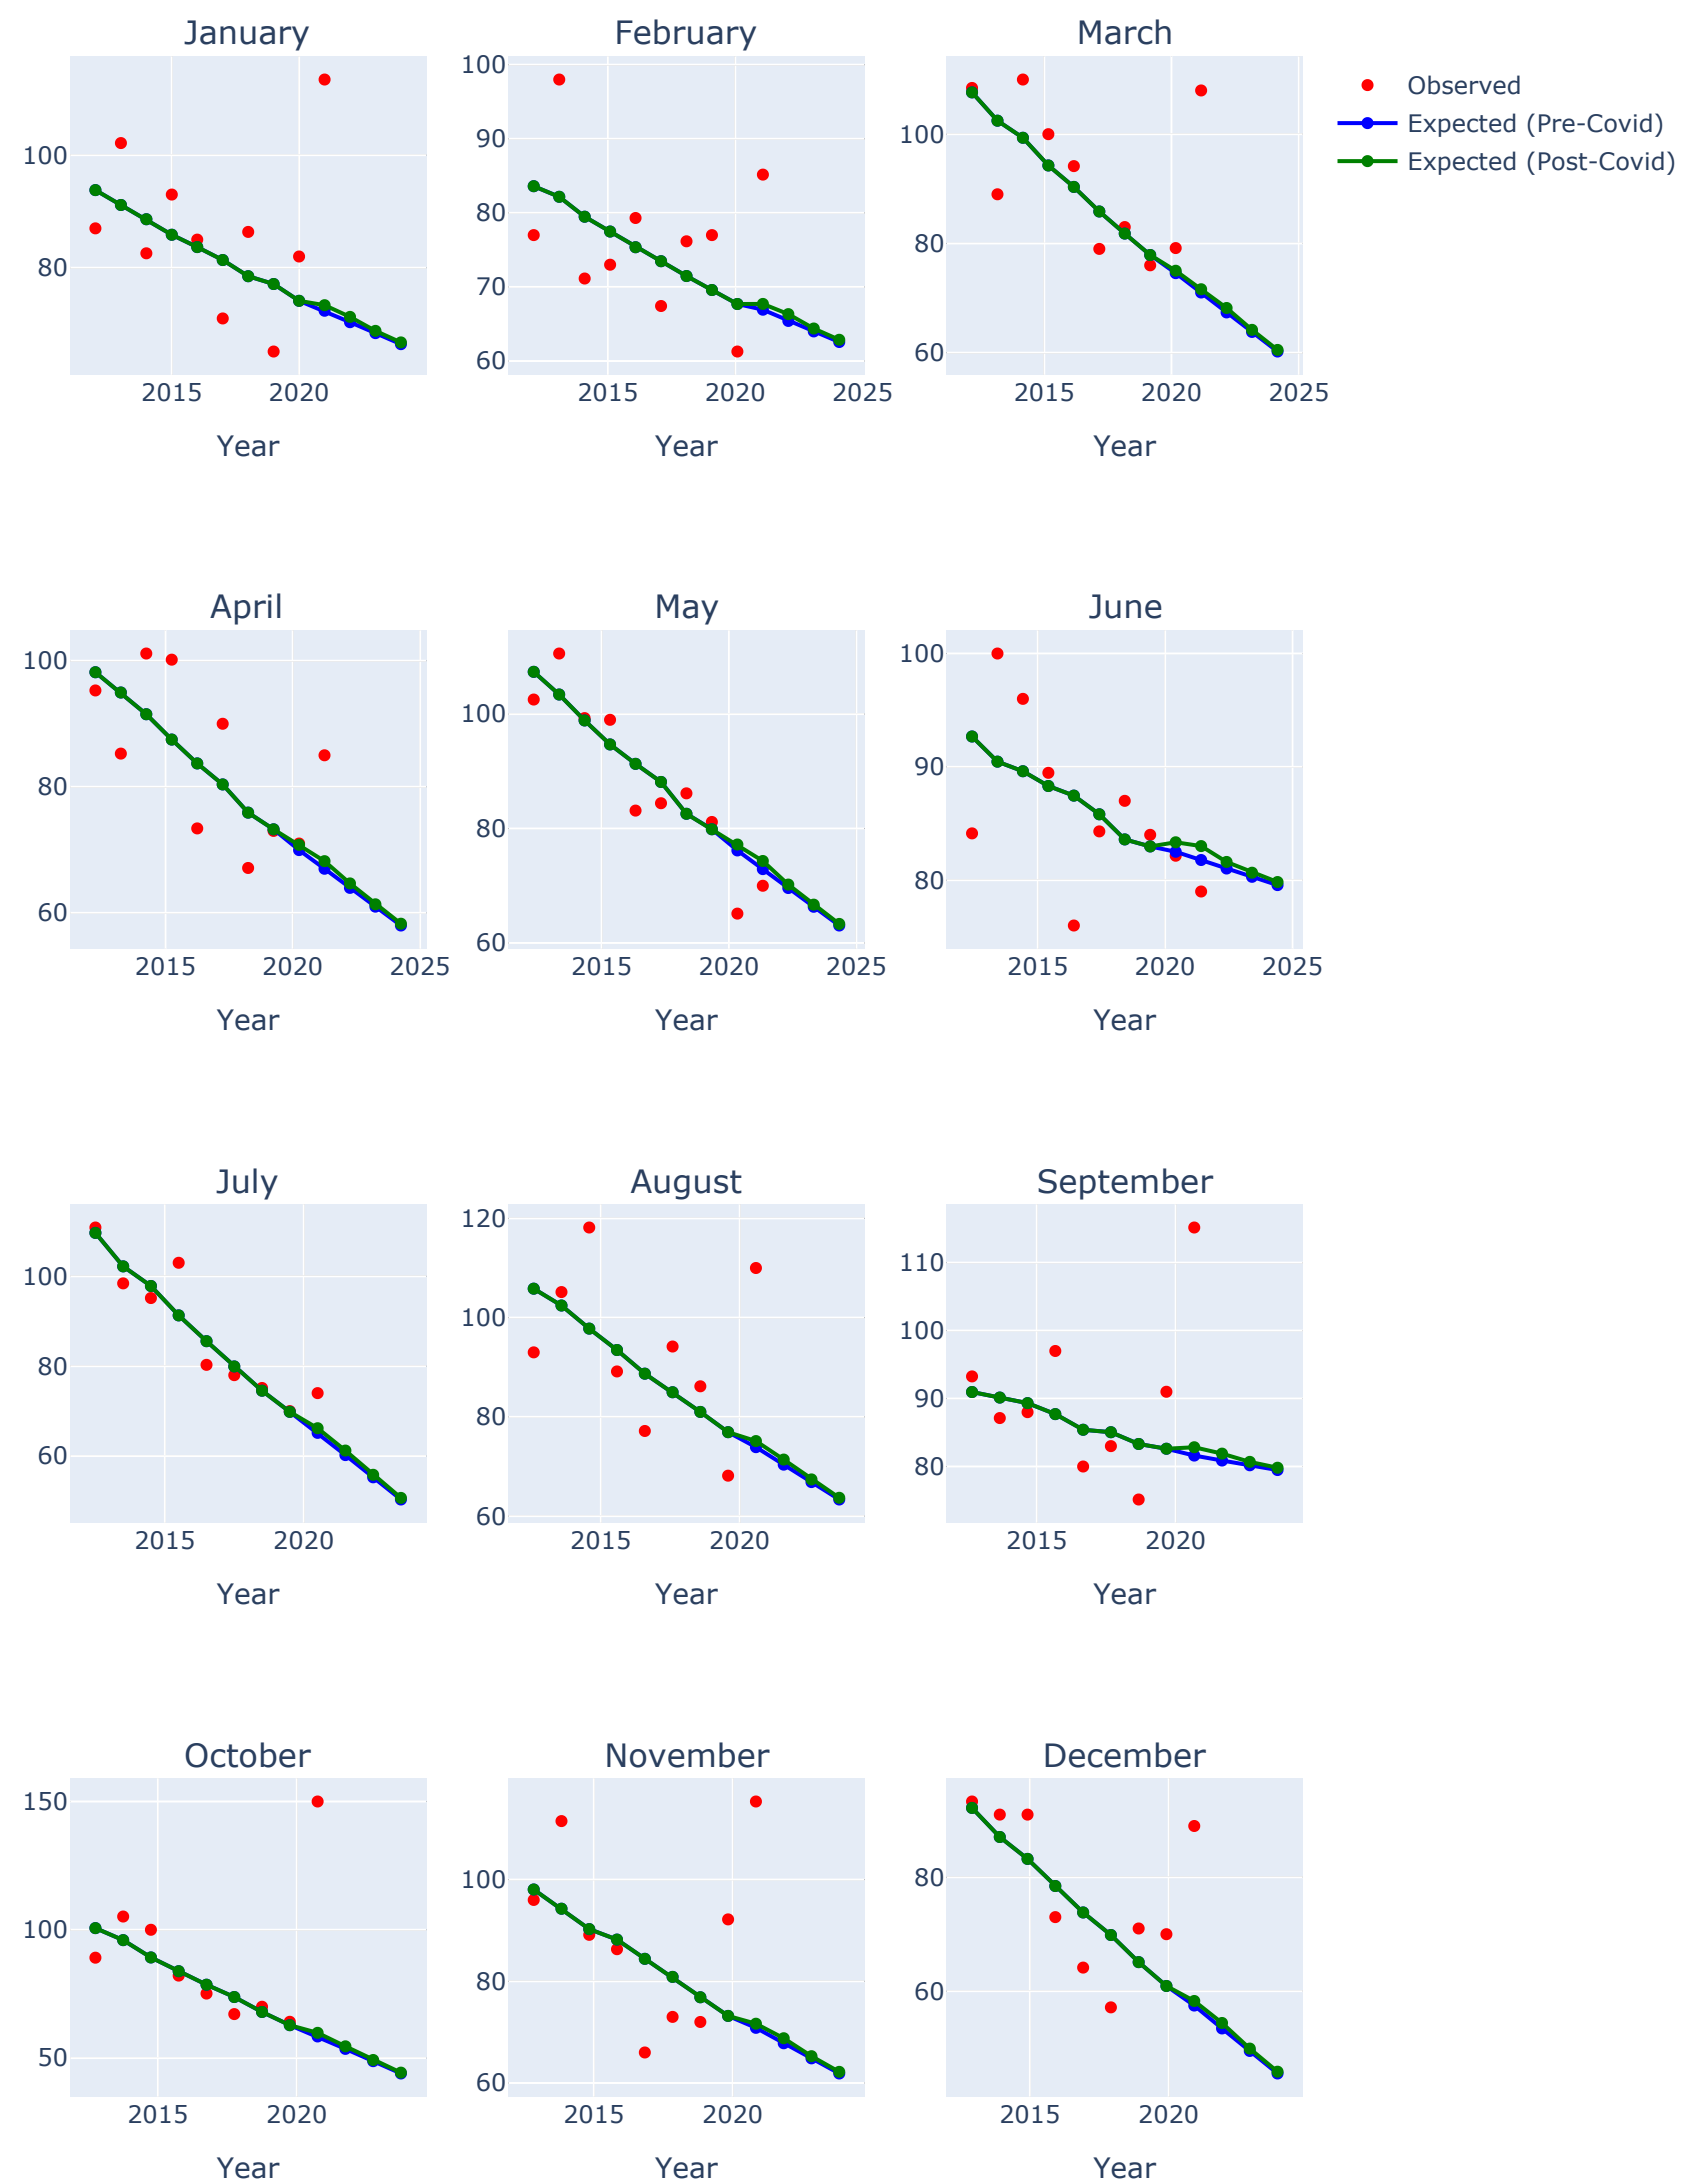 January
February
March
100
80
2015
2020
Year
100
90
80
70
60
2015
2020
2025
Year
100
80
60
2015
2020
2025
Year
Observed
Expected (Pre-Covid)
Expected (Post-Covid)
April
May
June
100
80
60
2015
2020
2025
Year
100
80
60
2015
2020
2025
Year
100
90
80
2015
2020
2025
Year
July
August
September
100
80
60
2015
2020
Year
120
100
80
60
2015
2020
Year
110
100
90
80
2015
2020
Year
October
November
December
150
100
50
2015
2020
Year
100
80
60
2015
2020
Year
80
60
2015
2020
Year